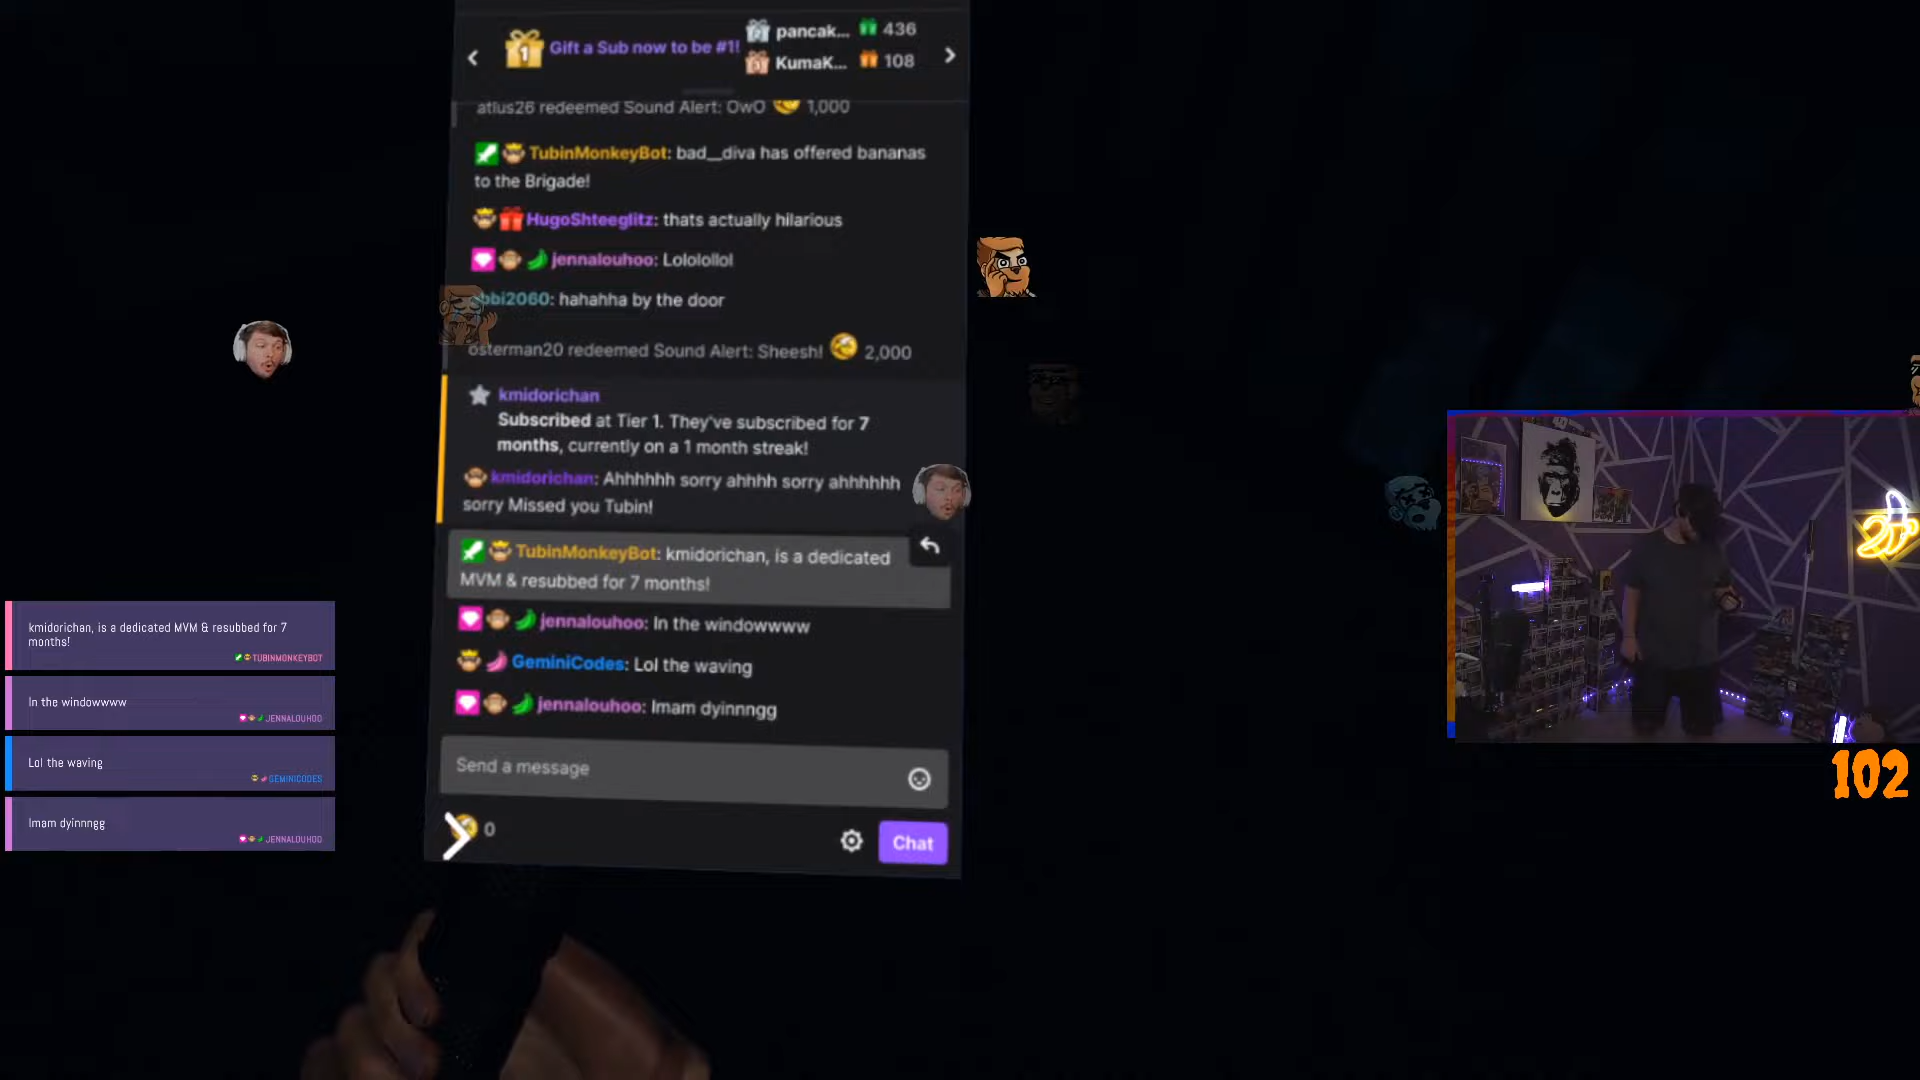 Gift a Sub now to be #1!
pancak... 436
KumaK... 108
atlus26 redeemed Sound Alert: OwO 1,000
TubinMonkeyBot: bad__diva has offered bananas
to the Brigade!
HugoShteeglitz: thats actually hilarious
jennalouhoo: LolololloI
bbi2060: hahahha by the door
osterman20 redeemed Sound Alert: Sheesh! 2,000
kmidorichan
Subscribed at Tier 1. They've subscribed for 7
months, currently on a 1 month streak!
kmidorichan: Ahhhhhh sorry ahhhh sorry ahhhhhh
sorry Missed you Tubin!
TubinMonkeyBot: kmidorichan, is a dedicated
MVM & resubbed for 7 months!
jennalouhoo: In the windowwww
GeminiCodes: Lol the waving
jennalouhoo: Imam dyinnngg
Send a message
0
Chat
kmidorichan, is a dedicated MVM & resubbed for 7
months!
TUBINMONKEYBOT
In the windowwww
JENNALOUHOO
Lol the waving
GEMINICODES
Imam dyinnngg
JENNALOUHOO
102